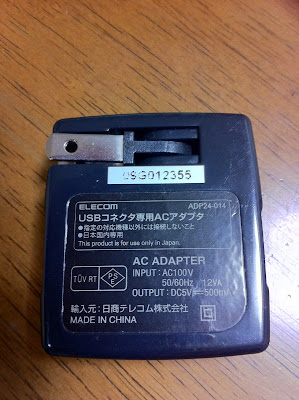 USG012355
ELECOM ADP24-014
USBコネクタ専用ACアダプタ
●指定の対応機種以外には接続しないこと
●日本国内専用
This product is for use only in Japan.
TÜV RT PS E
AC ADAPTER
INPUT: AC100V
50/60Hz 12VA
OUTPUT: DC5V⎓500mA
輸入元: 日商テレコム株式会社
MADE IN CHINA